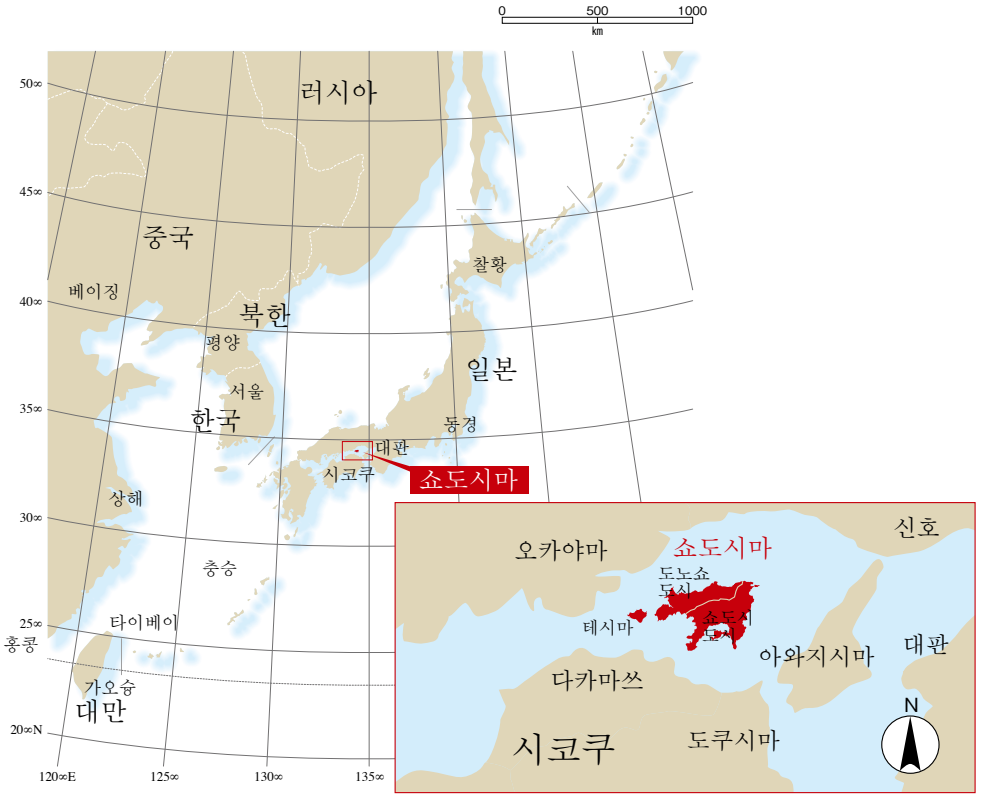 0 500 1000
km
러시아
50∞
45∞
중국
찰황
베이징
40∞
북한
평양
일본
서울
35∞
한국
동경
대판
시코쿠
쇼도시마
상해
30∞
충승
25∞
타이베이
홍콩
가오슝
대만
20∞N
120∞E
125∞
130∞
135∞
신호
오카야마
쇼도시마
도노쇼
도시
쇼도시
도시
테시마
대판
아와지시마
다카마쓰
N
시코쿠
도쿠시마